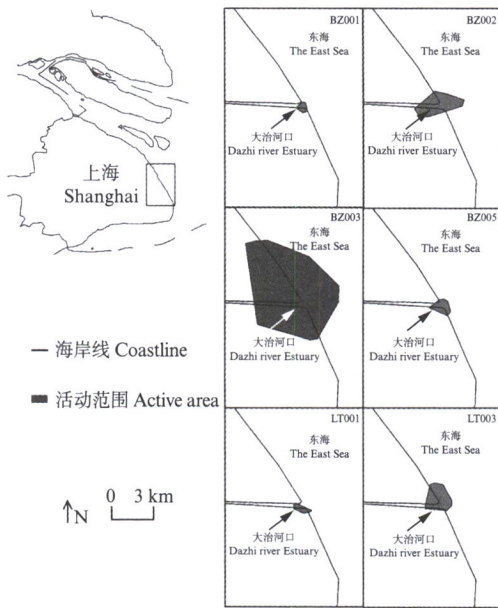 上海
Shanghai
海岸线 Coastline
活动范围 Active area
N
0 3 km
BZ001
东海
The East Sea
大治河口
Dazhi river Estuary
BZ002
东海
The East Sea
大治河口
Dazhi river Estuary
BZ003
东海
The East Sea
大治河口
Dazhi river Estuary
BZ005
东海
The East Sea
大治河口
Dazhi river Estuary
LT001
东海
The East Sea
大治河口
Dazhi river Estuary
LT003
东海
The East Sea
大治河口
Dazhi river Estuary